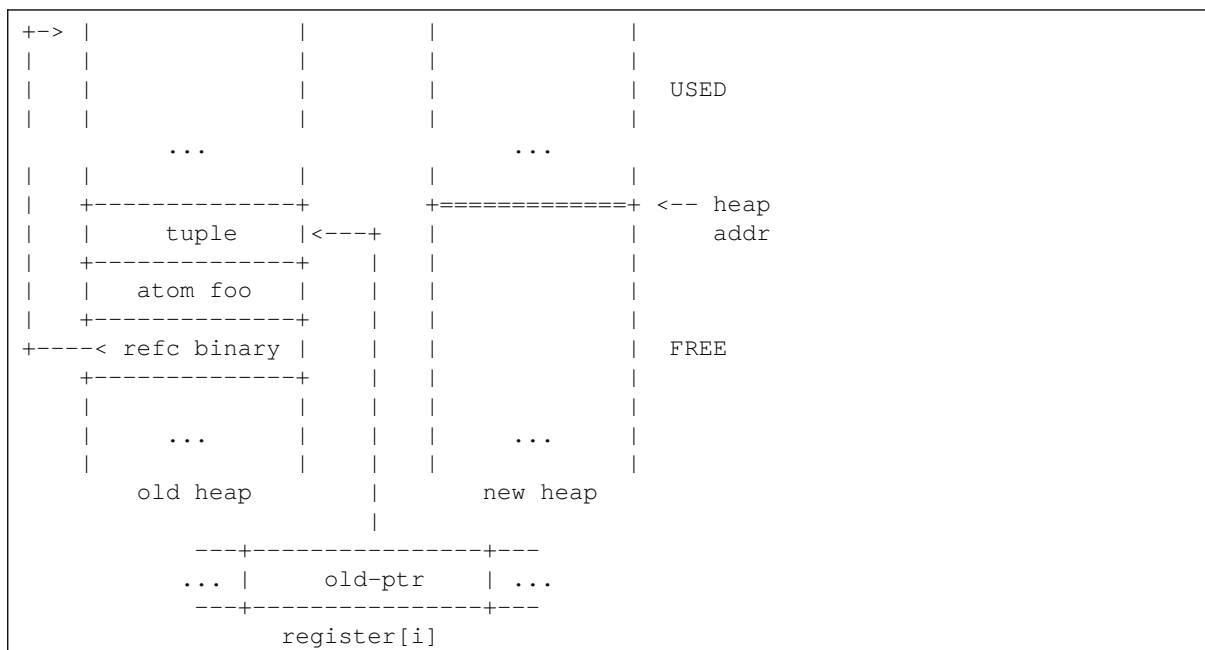 +-> |              |        |             |
|   |              |        |             |
|   |              |        |             |  USED
|   |              |        |             |
          ...                     ...
|   |              |        |             |
|   +--------------+        +=============+ <-- heap
|   |     tuple    |<---+   |             |     addr
|   +--------------+    |   |             |
|   |   atom foo   |    |   |             |
|   +--------------+    |   |             |
+----< refc binary |    |   |             |  FREE
    +--------------+    |   |             |
    |              |    |   |             |
    |     ...      |    |   |     ...     |
    |              |    |   |             |
        old heap        |       new heap
                        |
            ---+----------------+---
           ... |     old-ptr    | ...
            ---+----------------+---
                  register[i]